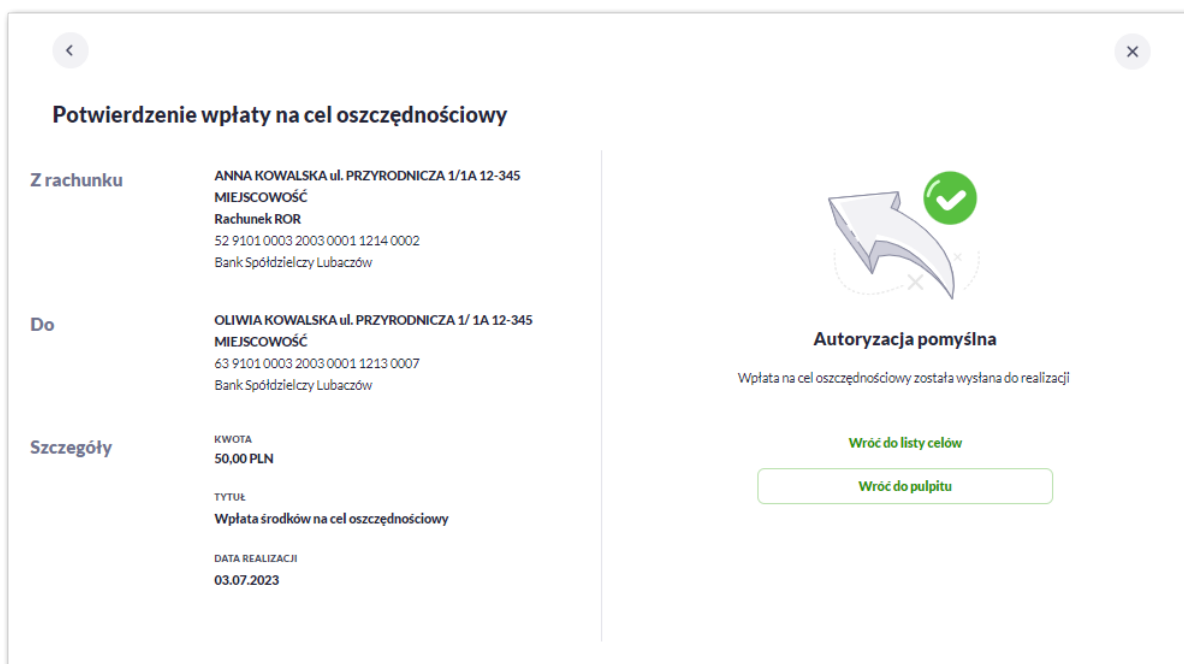 Potwierdzenie wpłaty na cel oszczędnościowy
Z rachunku
ANNA KOWALSKA ul. PRZYRODNICZA 1/1A 12-345
MIEJSCOWOŚĆ
Rachunek ROR
52 9101 0003 2003 0001 1214 0002
Bank Spółdzielczy Lubaczów
Do
OLIWIA KOWALSKA ul. PRZYRODNICZA 1/ 1A 12-345
MIEJSCOWOŚĆ
63 9101 0003 2003 0001 1213 0007
Bank Spółdzielczy Lubaczów
Szczegóły
KWOTA
50,00 PLN
TYTUŁ
Wpłata środków na cel oszczędnościowy
DATA REALIZACJI
03.07.2023
Autoryzacja pomyślna
Wpłata na cel oszczędnościowy została wysłana do realizacji
Wróć do listy celów
Wróć do pulpitu